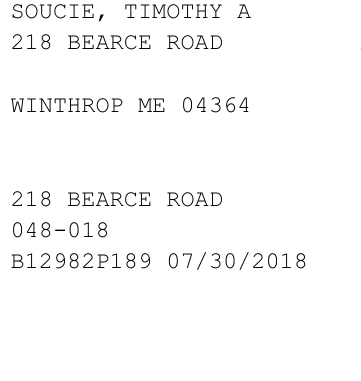 SOUCIE, TIMOTHY A
218 BEARCE ROAD
WINTHROP ME 04364
218 BEARCE ROAD
048-018
B12982P189 07/30/2018